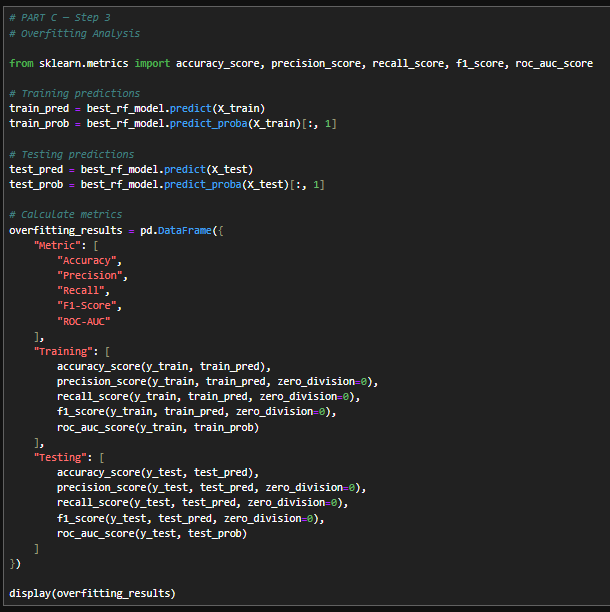 # PART C — Step 3
# Overfitting Analysis
from sklearn.metrics import accuracy_score, precision_score, recall_score, f1_score, roc_auc_score
# Training predictions
train_pred = best_rf_model.predict(X_train)
train_prob = best_rf_model.predict_proba(X_train)[:, 1]
# Testing predictions
test_pred = best_rf_model.predict(X_test)
test_prob = best_rf_model.predict_proba(X_test)[:, 1]
# Calculate metrics
overfitting_results = pd.DataFrame({
    "Metric": [
        "Accuracy",
        "Precision",
        "Recall",
        "F1-Score",
        "ROC-AUC"
    ],
    "Training": [
        accuracy_score(y_train, train_pred),
        precision_score(y_train, train_pred, zero_division=0),
        recall_score(y_train, train_pred, zero_division=0),
        f1_score(y_train, train_pred, zero_division=0),
        roc_auc_score(y_train, train_prob)
    ],
    "Testing": [
        accuracy_score(y_test, test_pred),
        precision_score(y_test, test_pred, zero_division=0),
        recall_score(y_test, test_pred, zero_division=0),
        f1_score(y_test, test_pred, zero_division=0),
        roc_auc_score(y_test, test_prob)
    ]
})
display(overfitting_results)